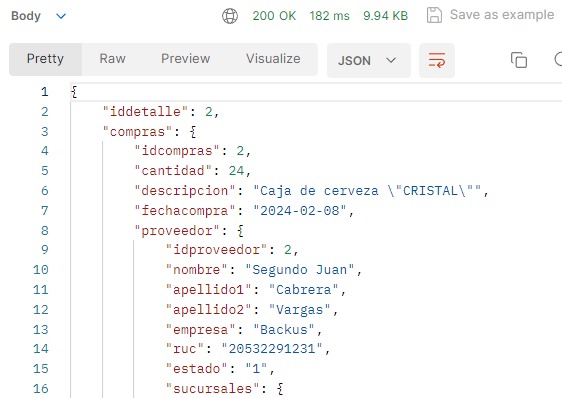 Body 200 OK 182 ms 9.94 KB Save as example
Pretty Raw Preview Visualize JSON
1 {
2 "iddetalle": 2,
3 "compras": {
4 "idcompras": 2,
5 "cantidad": 24,
6 "descripcion": "Caja de cerveza \"CRISTAL\"",
7 "fechacompra": "2024-02-08",
8 "proveedor": {
9 "idproveedor": 2,
10 "nombre": "Segundo Juan",
11 "apellido1": "Cabrera",
12 "apellido2": "Vargas",
13 "empresa": "Backus",
14 "ruc": "20532291231",
15 "estado": "1",
16 "sucursales": {